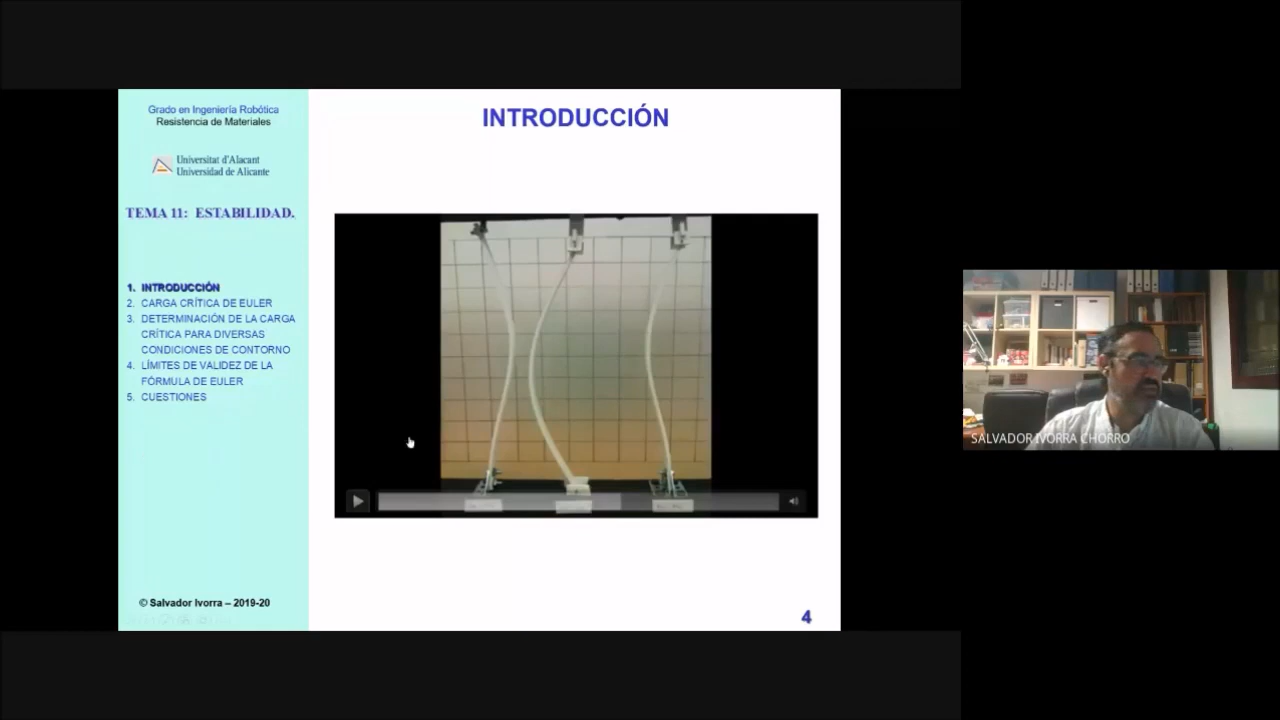 Grado en Ingeniería Robótica
Resistencia de Materiales
Universitat d'Alacant
Universidad de Alicante
TEMA 11: ESTABILIDAD.
1. INTRODUCCIÓN
2. CARGA CRÍTICA DE EULER
3. DETERMINACIÓN DE LA CARGA
CRÍTICA PARA DIVERSAS
CONDICIONES DE CONTORNO
4. LÍMITES DE VALIDEZ DE LA
FÓRMULA DE EULER
5. CUESTIONES
© Salvador Ivorra – 2019-20
INTRODUCCIÓN
4
SALVADOR IVORRA CHORRO